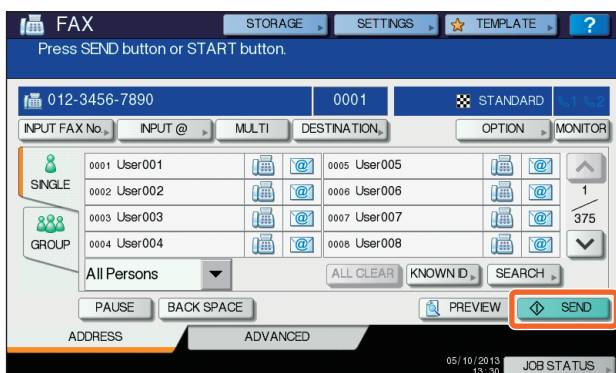 FAX STORAGE SETTINGS TEMPLATE ?
Press SEND button or START button.
012-3456-7890 0001 STANDARD 1 2
INPUT FAX No. INPUT @ MULTI DESTINATION OPTION MONITOR
SINGLE
0001 User001 @ 0005 User005 @
0002 User002 @ 0006 User006 @
1
GROUP
0003 User003 @ 0007 User007 @
375
0004 User004 @ 0008 User008 @
All Persons ALL CLEAR KNOWN ID SEARCH
PAUSE BACK SPACE PREVIEW SEND
ADDRESS ADVANCED
05/10/2013
13:30
JOB STATUS